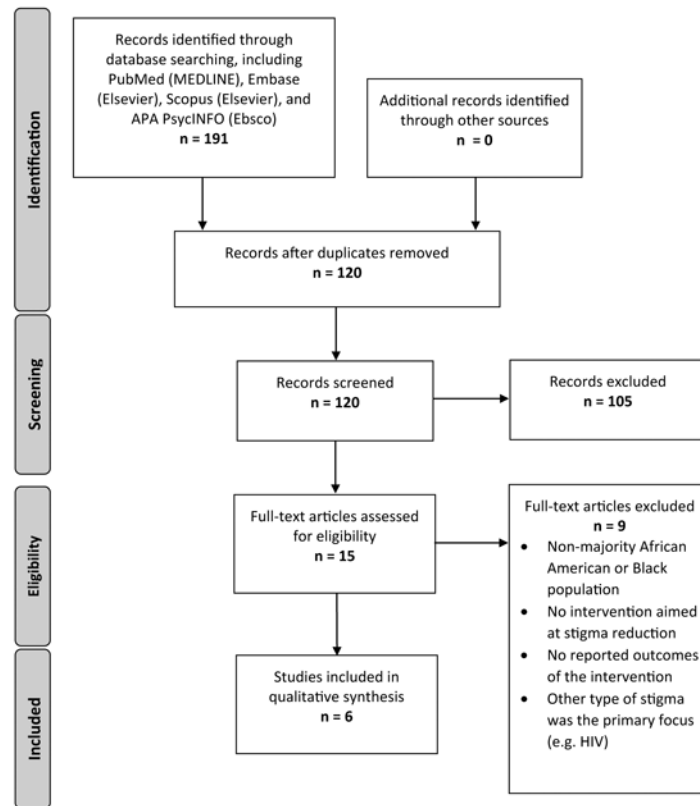 Identification
Records identified through
database searching, including
PubMed (MEDLINE), Embase
(Elsevier), Scopus (Elsevier), and
APA PsycINFO (Ebsco)
n = 191
Additional records identified
through other sources
n = 0
Records after duplicates removed
n = 120
Screening
Records screened
n = 120
Records excluded
n = 105
Eligibility
Full-text articles assessed
for eligibility
n = 15
Full-text articles excluded
n = 9
• Non-majority African
American or Black
population
• No intervention aimed
at stigma reduction
• No reported outcomes
of the intervention
• Other type of stigma
was the primary focus
(e.g. HIV)
Included
Studies included in
qualitative synthesis
n = 6